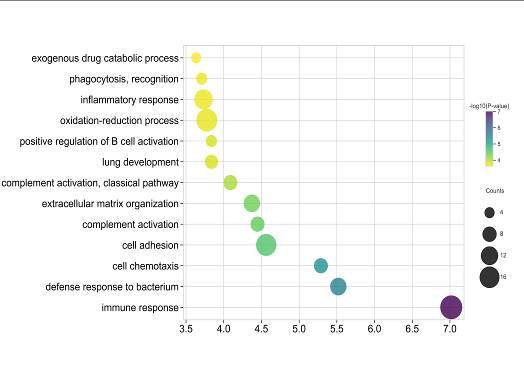 exogenous drug catabolic process
phagocytosis, recognition
inflammatory response
oxidation-reduction process
positive regulation of B cell activation
lung development
complement activation, classical pathway
extracellular matrix organization
complement activation
cell adhesion
cell chemotaxis
defense response to bacterium
immune response
3.5 4.0 4.5 5.0 5.5 6.0 6.5 7.0
-log10(P-value)
7
6
5
4
Counts
4
8
12
16